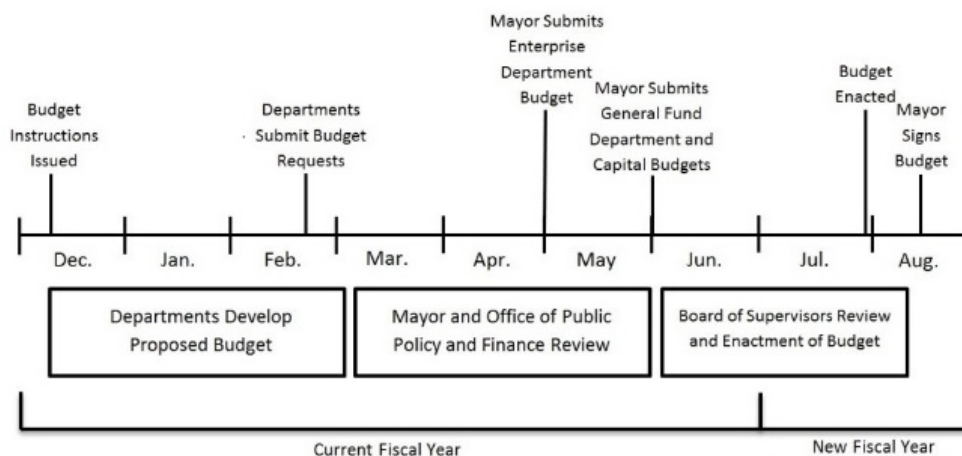 Mayor Submits
Enterprise
Department
Budget
Budget
Instructions
Issued
Departments
. Submit Budget
Requests
Mayor Submits
General Fund
Department and
Capital Budgets
Budget
Enacted
Mayor
Signs
Budget
Dec.
Jan.
Feb.
Mar.
Apr.
May
Jun.
Jul.
Aug.
Departments Develop
Proposed Budget
Mayor and Office of Public
Policy and Finance Review
Board of Supervisors Review
and Enactment of Budget
Current Fiscal Year
New Fiscal Year